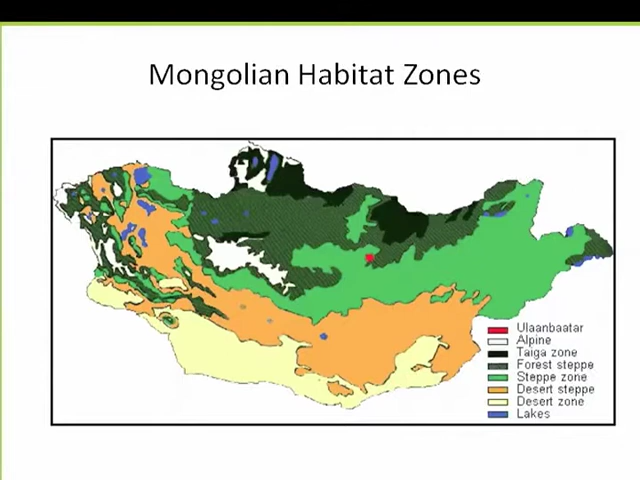 Mongolian Habitat Zones
Ulaanbaatar
Alpine
Taiga zone
Forest steppe
Steppe zone
Desert steppe
Desert zone
Lakes